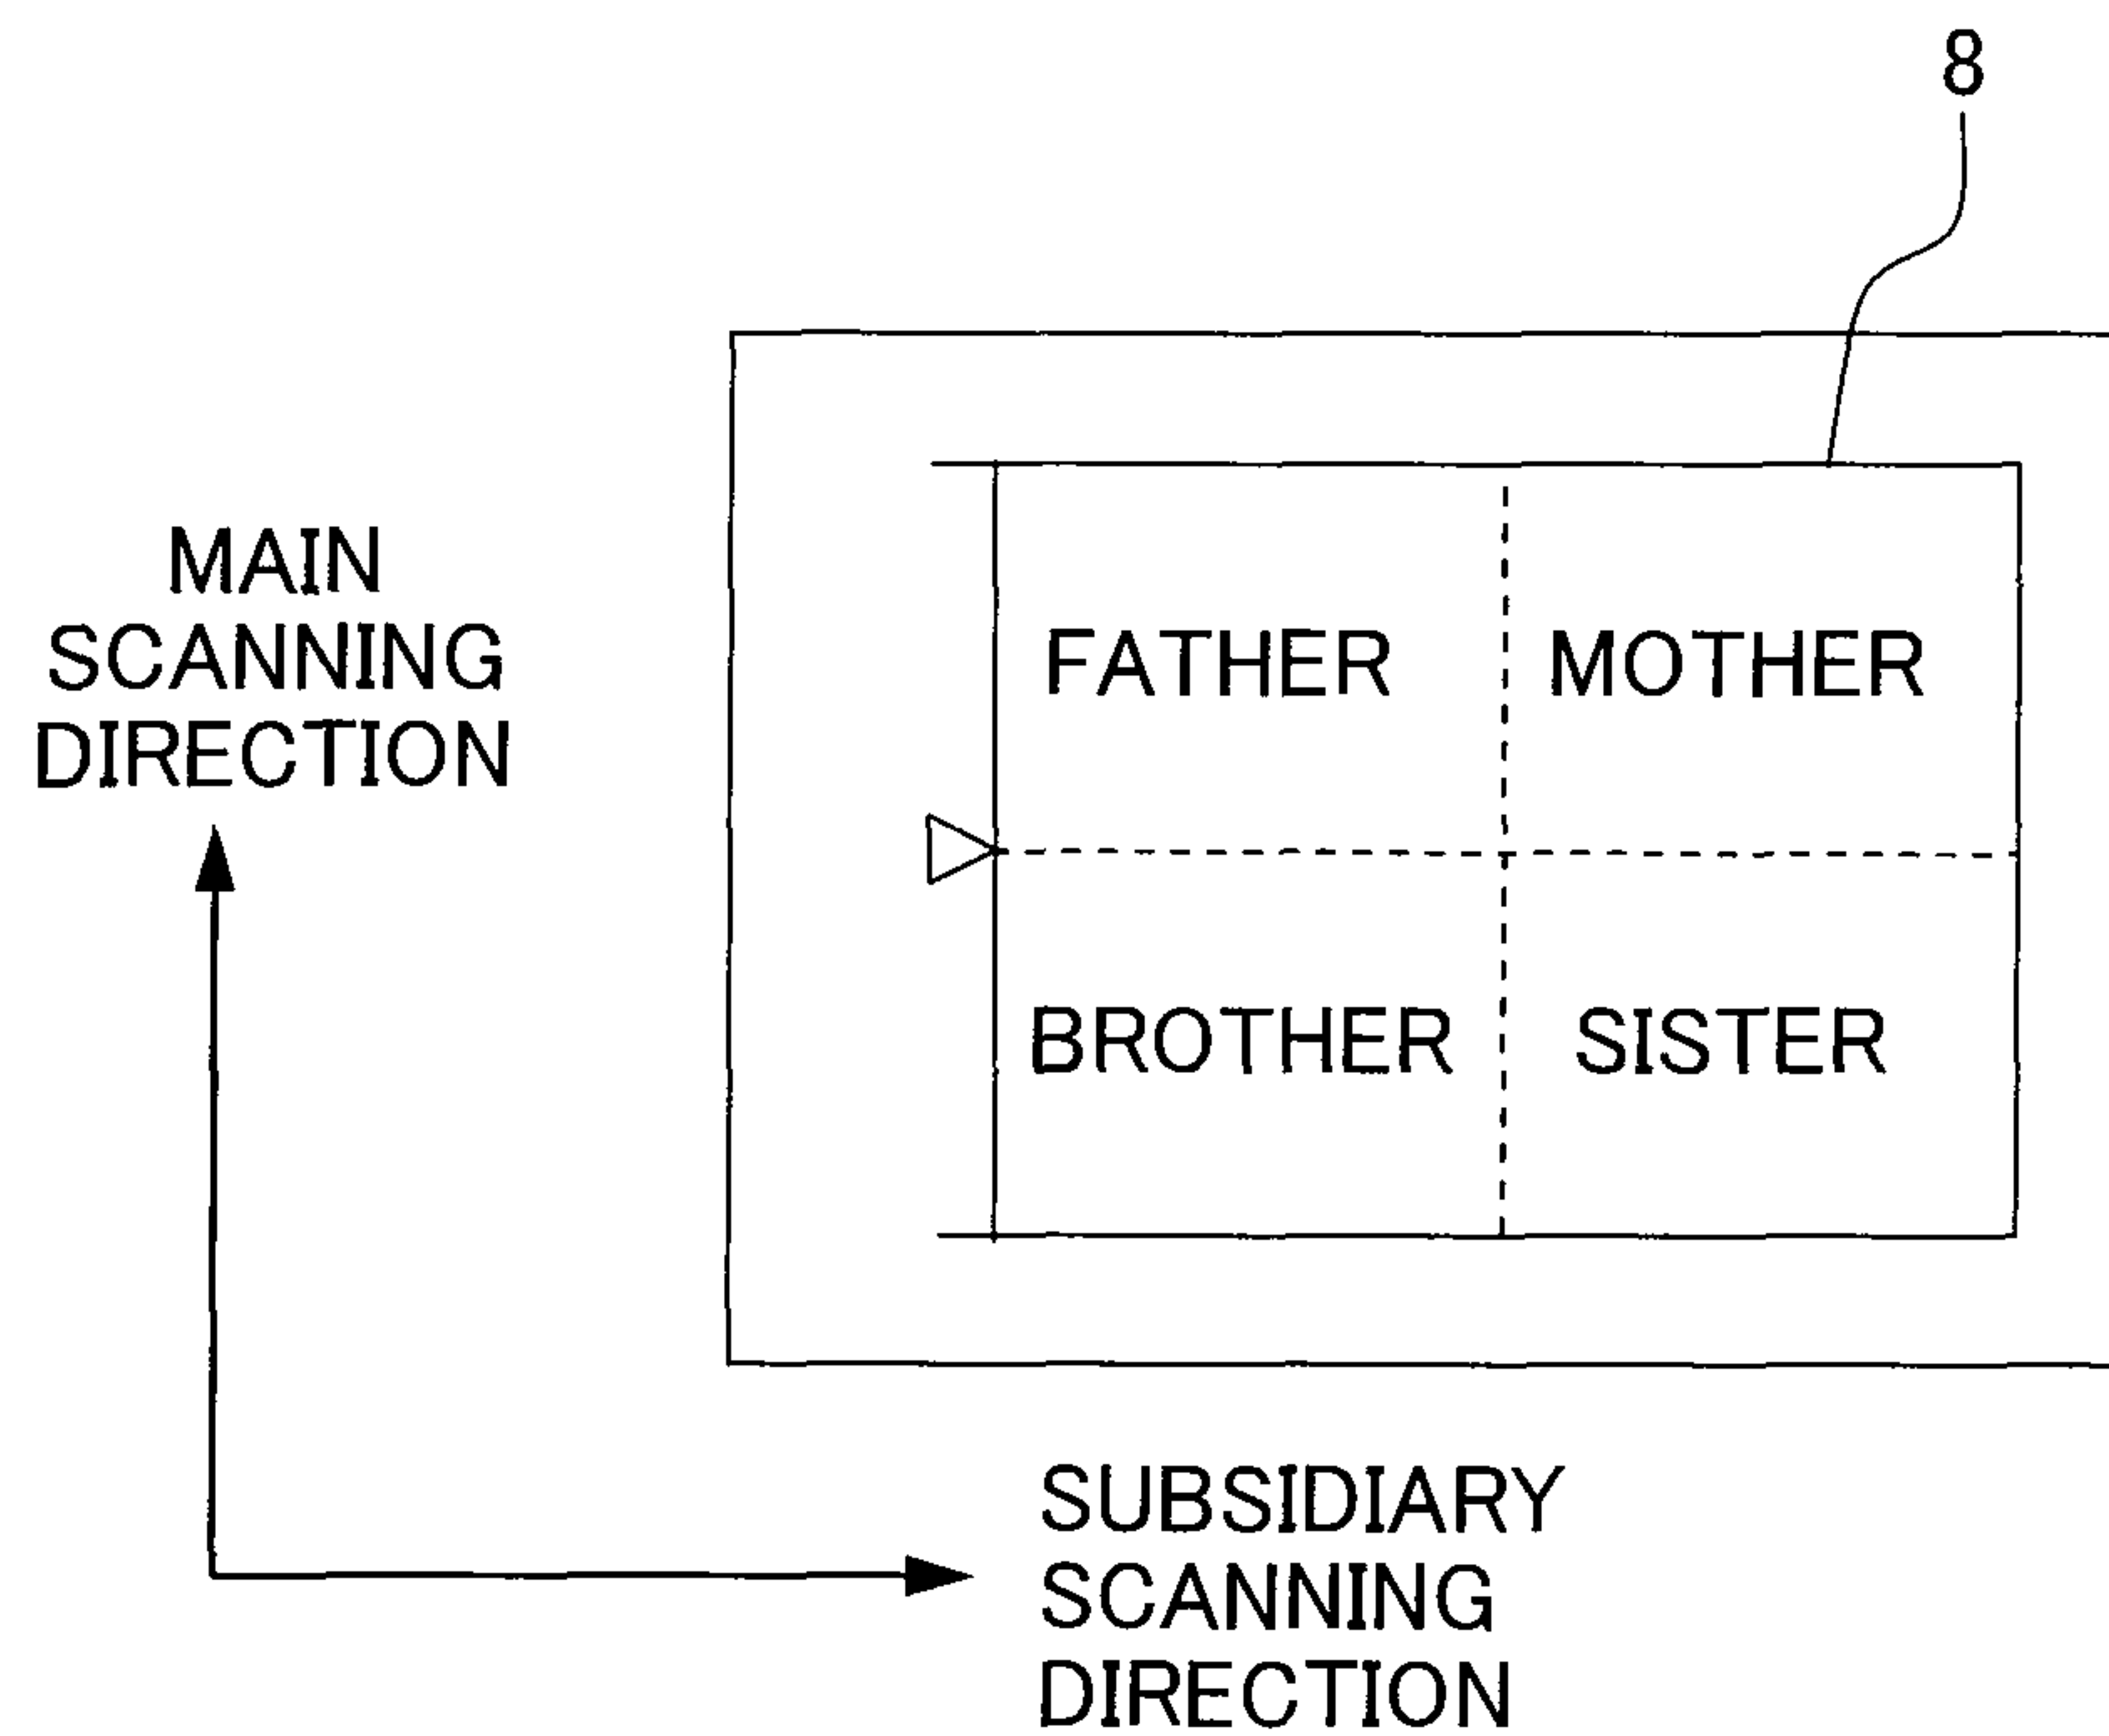 8
MAIN
SCANNING
DIRECTION
FATHER MOTHER
BROTHER SISTER
SUBSIDIARY
SCANNING
DIRECTION